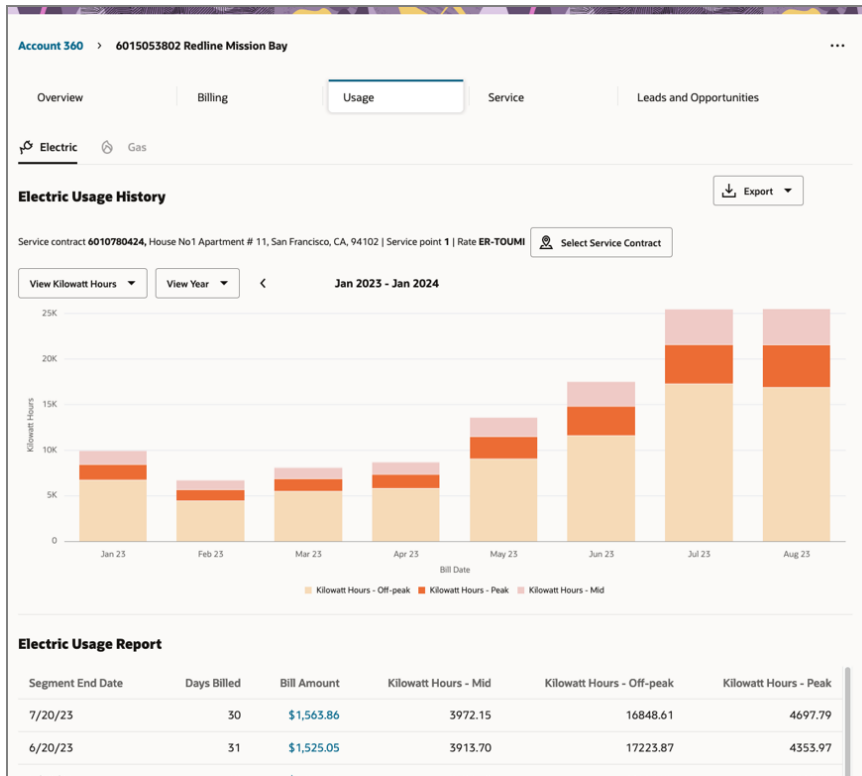 Account 360 > 6015053802 Redline Mission Bay ...
Overview Billing Usage Service Leads and Opportunities
Electric Gas
Electric Usage History Export
Service contract 6010780424, House No1 Apartment # 11, San Francisco, CA, 94102 | Service point 1 | Rate ER-TOUMI Select Service Contract
View Kilowatt Hours View Year Jan 2023 - Jan 2024
25K
20K
15K
10K
5K
0
Kilowatt Hours
Jan 23 Feb 23 Mar 23 Apr 23 May 23 Jun 23 Jul 23 Aug 23
Bill Date
Kilowatt Hours - Off-peak Kilowatt Hours - Peak Kilowatt Hours - Mid
Electric Usage Report
Segment End Date Days Billed Bill Amount Kilowatt Hours - Mid Kilowatt Hours - Off-peak Kilowatt Hours - Peak
7/20/23 30 $1,563.86 3972.15 16848.61 4697.79
6/20/23 31 $1,525.05 3913.70 17223.87 4353.97